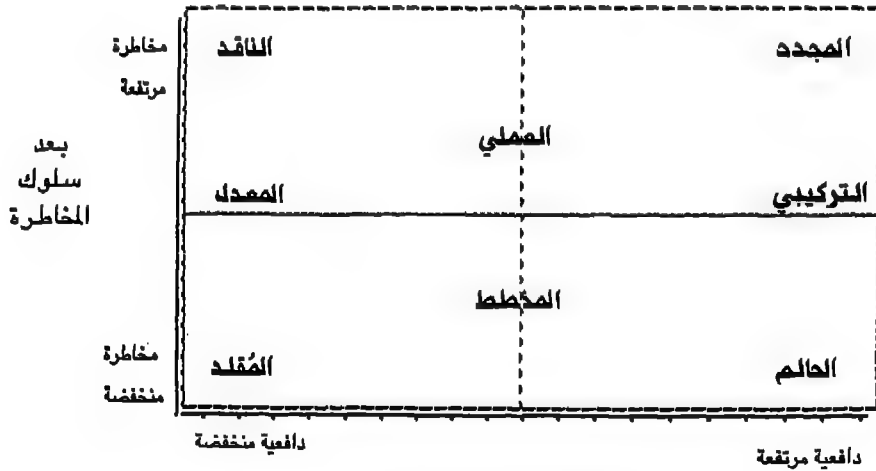 المجدد
الناقد
مخاطرة
مرتفعة
العملي
بعد
سلوك
المخاطرة
التركيبي
المعدل
المخطط
الحالم
المُقلد
مخاطرة
منخفضة
دافعية منخفضة
دافعية مرتفعة